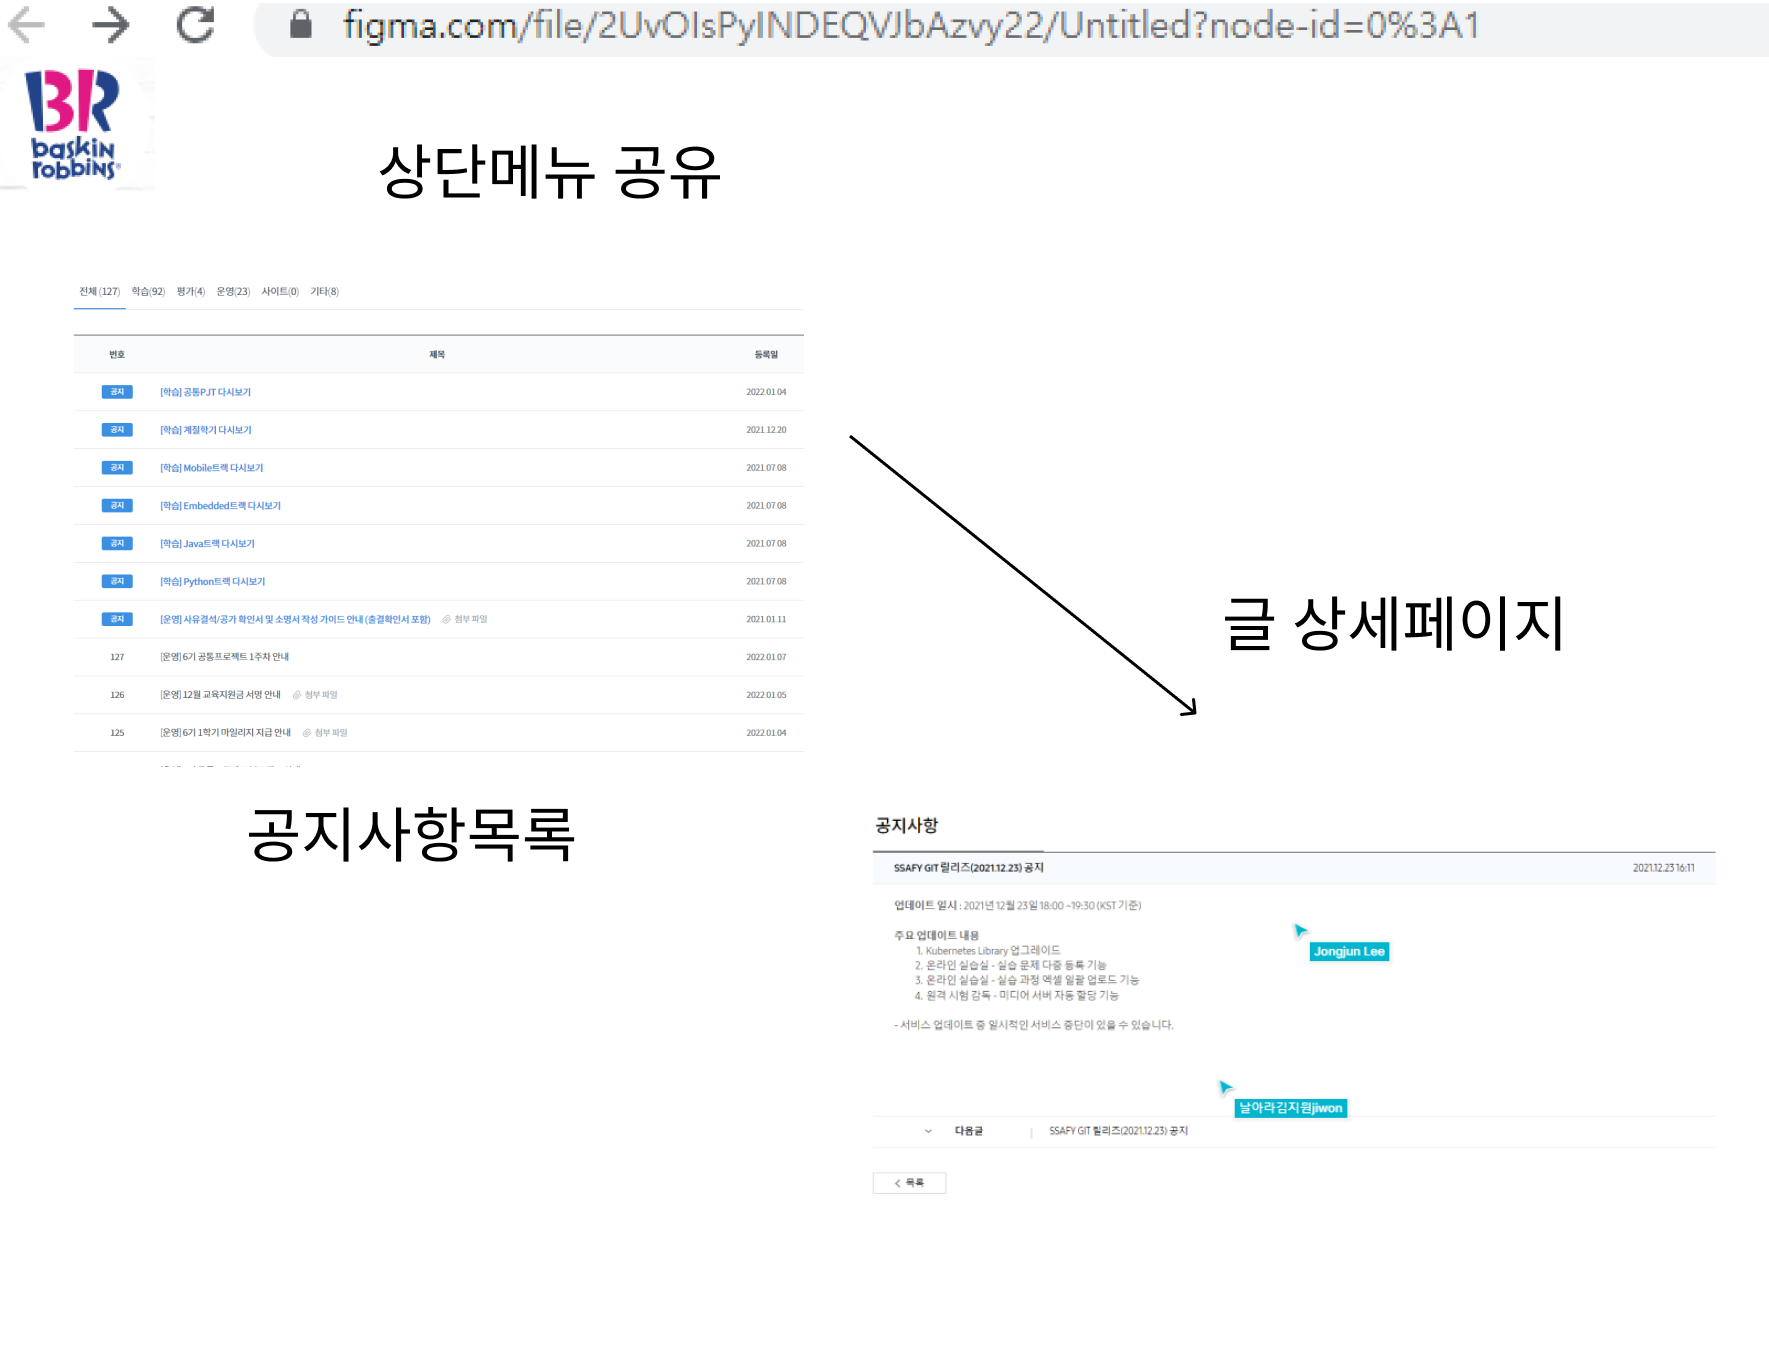 figma.com/file/2UvOIsPyINDEQVJbAzvy22/Untitled?node-id=0%3A1
BR
baskin
robbins
상단메뉴 공유
전체(127) 학습(92) 평가(4) 운영(23) 사이트(0) 기타(8)
번호 제목 등록일
공지 [학습] 공통PJT 다시보기 2022.01.04
공지 [학습] 계절학기 다시보기 2021.12.20
공지 [학습] Mobile트랙 다시보기 2021.07.08
공지 [학습] Embedded트랙 다시보기 2021.07.08
공지 [학습] Java트랙 다시보기 2021.07.08
공지 [학습] Python트랙 다시보기 2021.07.08
공지 [운영] 사유결석/공가 확인서 및 소명서 작성 가이드 안내 (출결확인서 포함) 첨부 파일 2021.01.11
127 [운영] 6기 공통프로젝트 1주차 안내 2022.01.07
126 [운영] 12월 교육지원금 서명 안내 첨부 파일 2022.01.05
125 [운영] 6기 1학기 마일리지 지급 안내 첨부 파일 2022.01.04
공지사항목록
글 상세페이지
공지사항
SSAFY GIT 릴리즈(2021.12.23) 공지 2021.12.23 16:11
업데이트 일시 : 2021년 12월 23일 18:00 ~19:30 (KST 기준)
주요 업데이트 내용
1. Kubernetes Library 업그레이드
2. 온라인 실습실 - 실습 문제 다중 등록 기능
3. 온라인 실습실 - 실습 과정 엑셀 일괄 업로드 기능
4. 원격 시험 감독 - 미디어 서버 자동 할당 기능
- 서비스 업데이트 중 일시적인 서비스 중단이 있을 수 있습니다.
Jongjun Lee
날아라김지원jiwon
다음글 SSAFY GIT 릴리즈(2021.12.23) 공지
< 목록